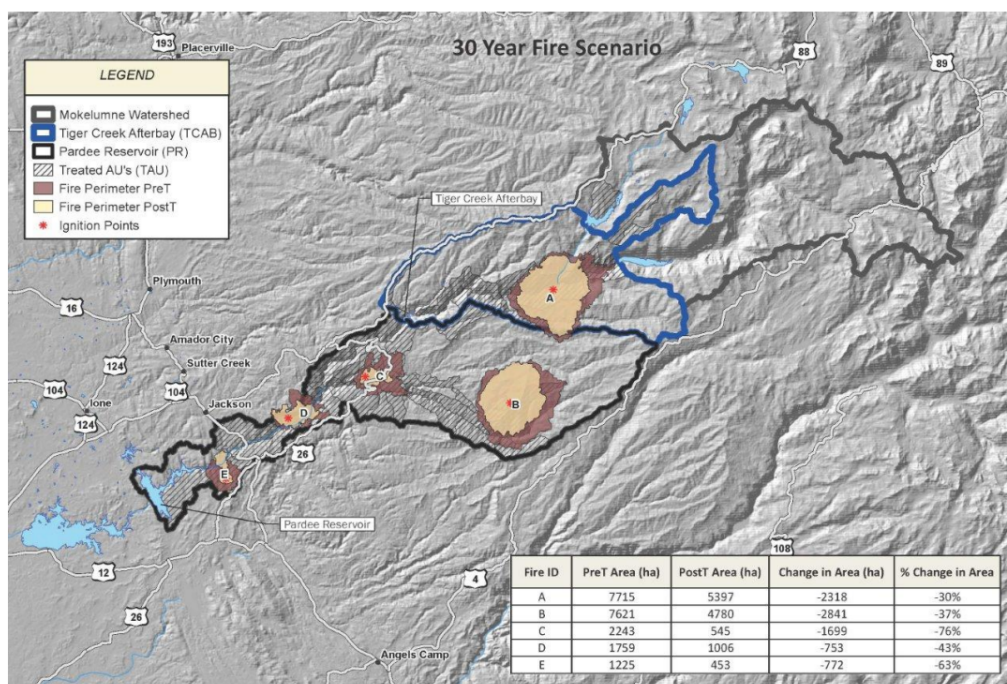 30 Year Fire Scenario
193
Placerville
88
89
LEGEND
Mokelumne Watershed
Tiger Creek Afterbay (TCAB)
Pardee Reservoir (PR)
Treated AU's (TAU)
Fire Perimeter PreT
Fire Perimeter PostT
Ignition Points
Tiger Creek Afterbay
Plymouth
16
A
Amador City
124
Sutter Creek
C
104
104
Ione
124
Jackson
D
B
26
E
Pardee Reservoir
108
12
4
26
Angels Camp
Fire ID PreT Area (ha) PostT Area (ha) Change in Area (ha) % Change in Area
A 7715 5397 -2318 -30%
B 7621 4780 -2841 -37%
C 2243 545 -1699 -76%
D 1759 1006 -753 -43%
E 1225 453 -772 -63%